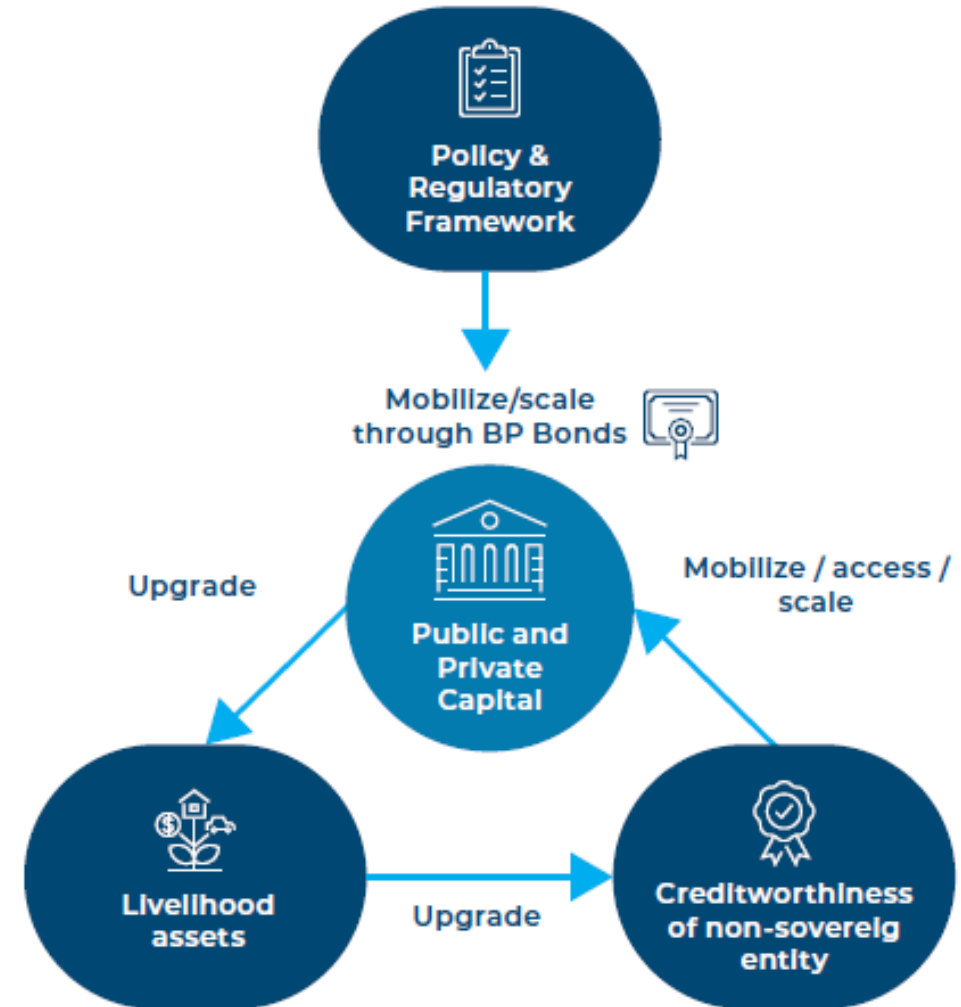 Policy &
Regulatory
Framework
Mobilize/scale
through BP Bonds
Upgrade
Mobilize / access /
scale
Public and
Private
Capital
Livelihood
assets
Upgrade
Creditworthiness
of non-sovereig
entity